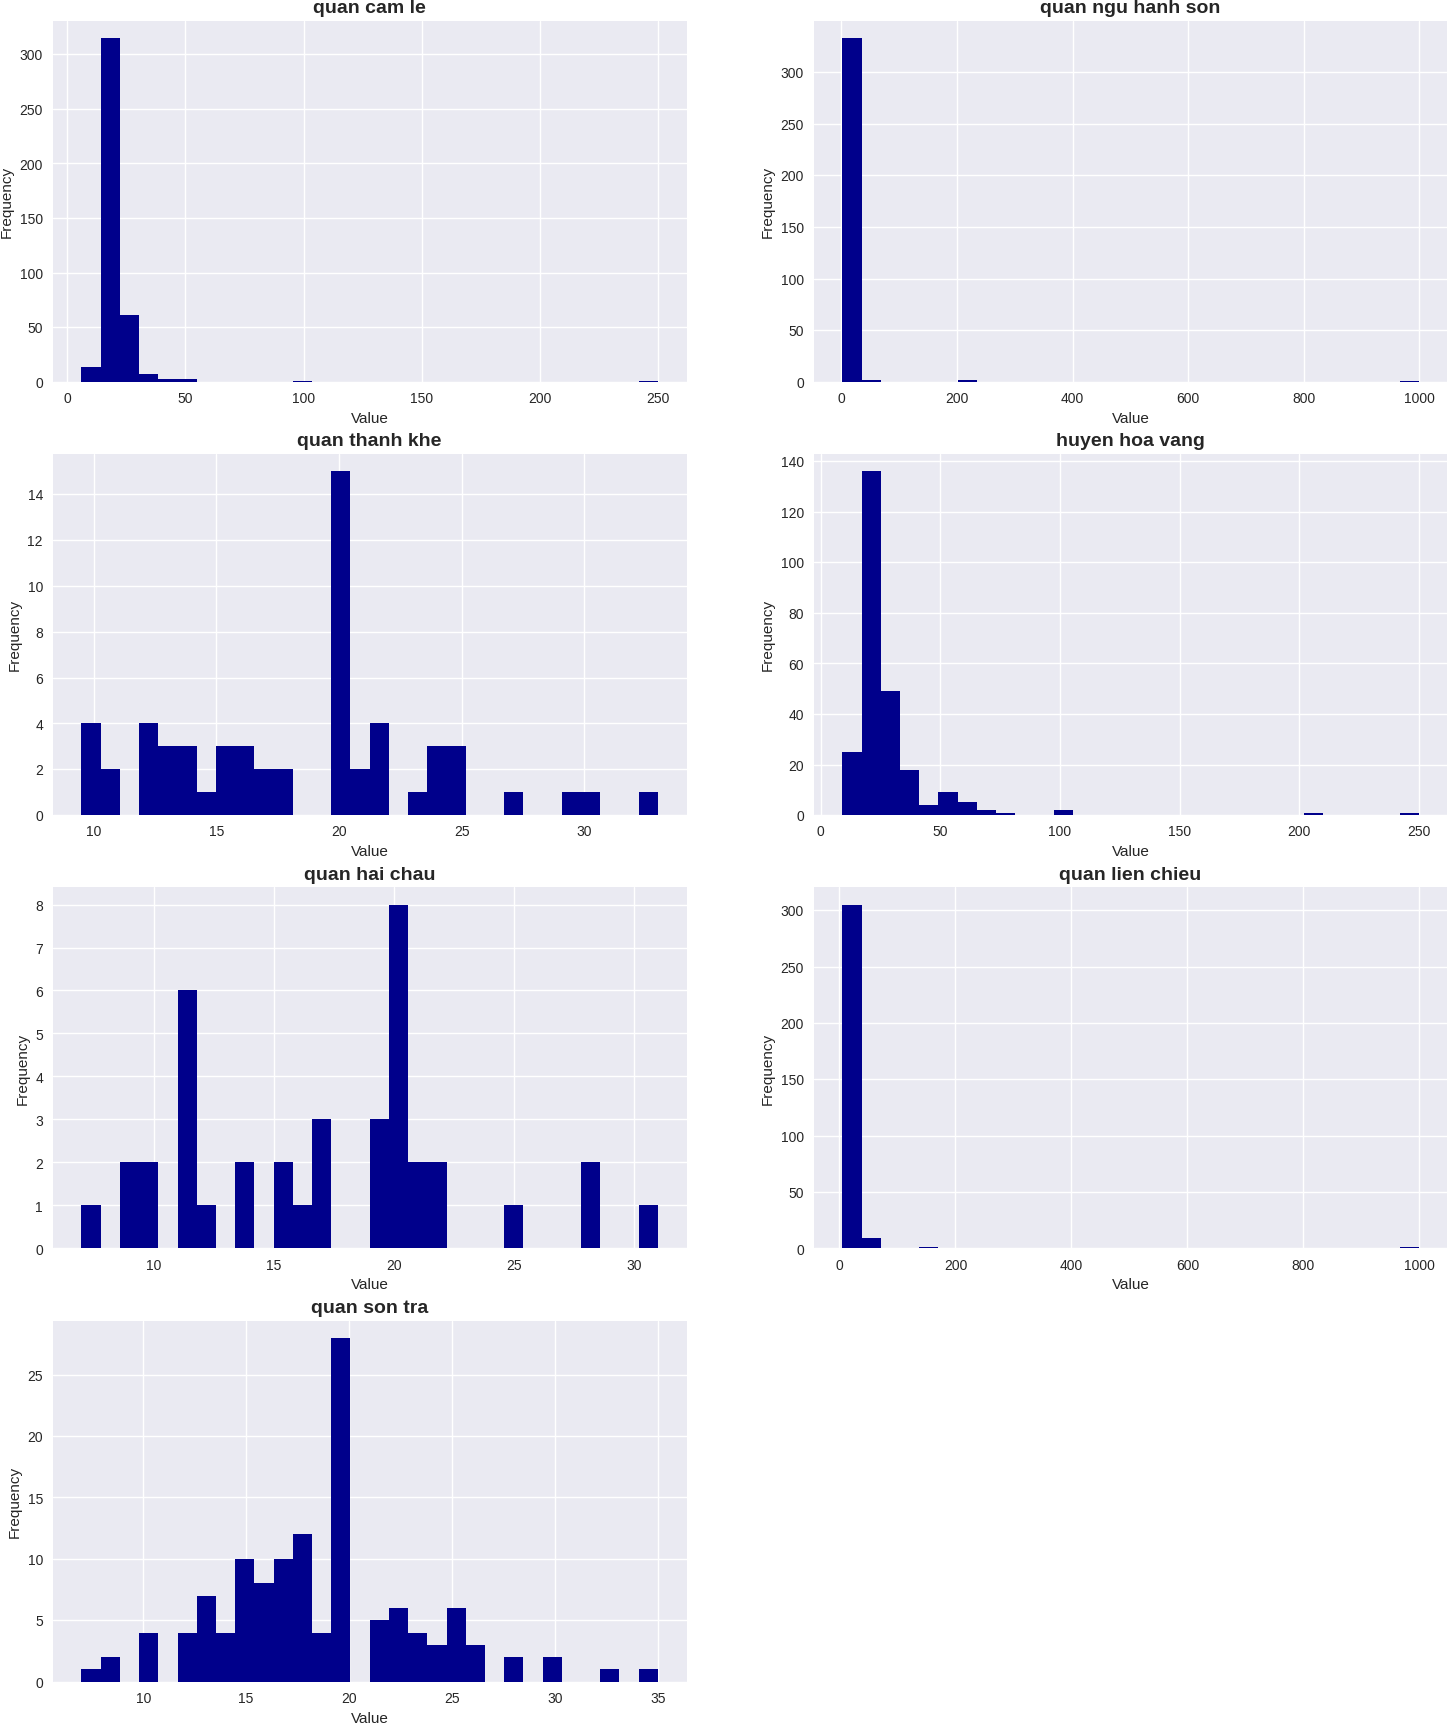 quan cam le
Frequency
300
250
200
150
100
50
0
0 50 100 150 200 250
Value
quan ngu hanh son
Frequency
300
250
200
150
100
50
0
0 200 400 600 800 1000
Value
quan thanh khe
Frequency
14
12
10
8
6
4
2
0
10 15 20 25 30
Value
huyen hoa vang
Frequency
140
120
100
80
60
40
20
0
0 50 100 150 200 250
Value
quan hai chau
Frequency
8
7
6
5
4
3
2
1
0
10 15 20 25 30
Value
quan lien chieu
Frequency
300
250
200
150
100
50
0
0 200 400 600 800 1000
Value
quan son tra
Frequency
25
20
15
10
5
0
10 15 20 25 30 35
Value